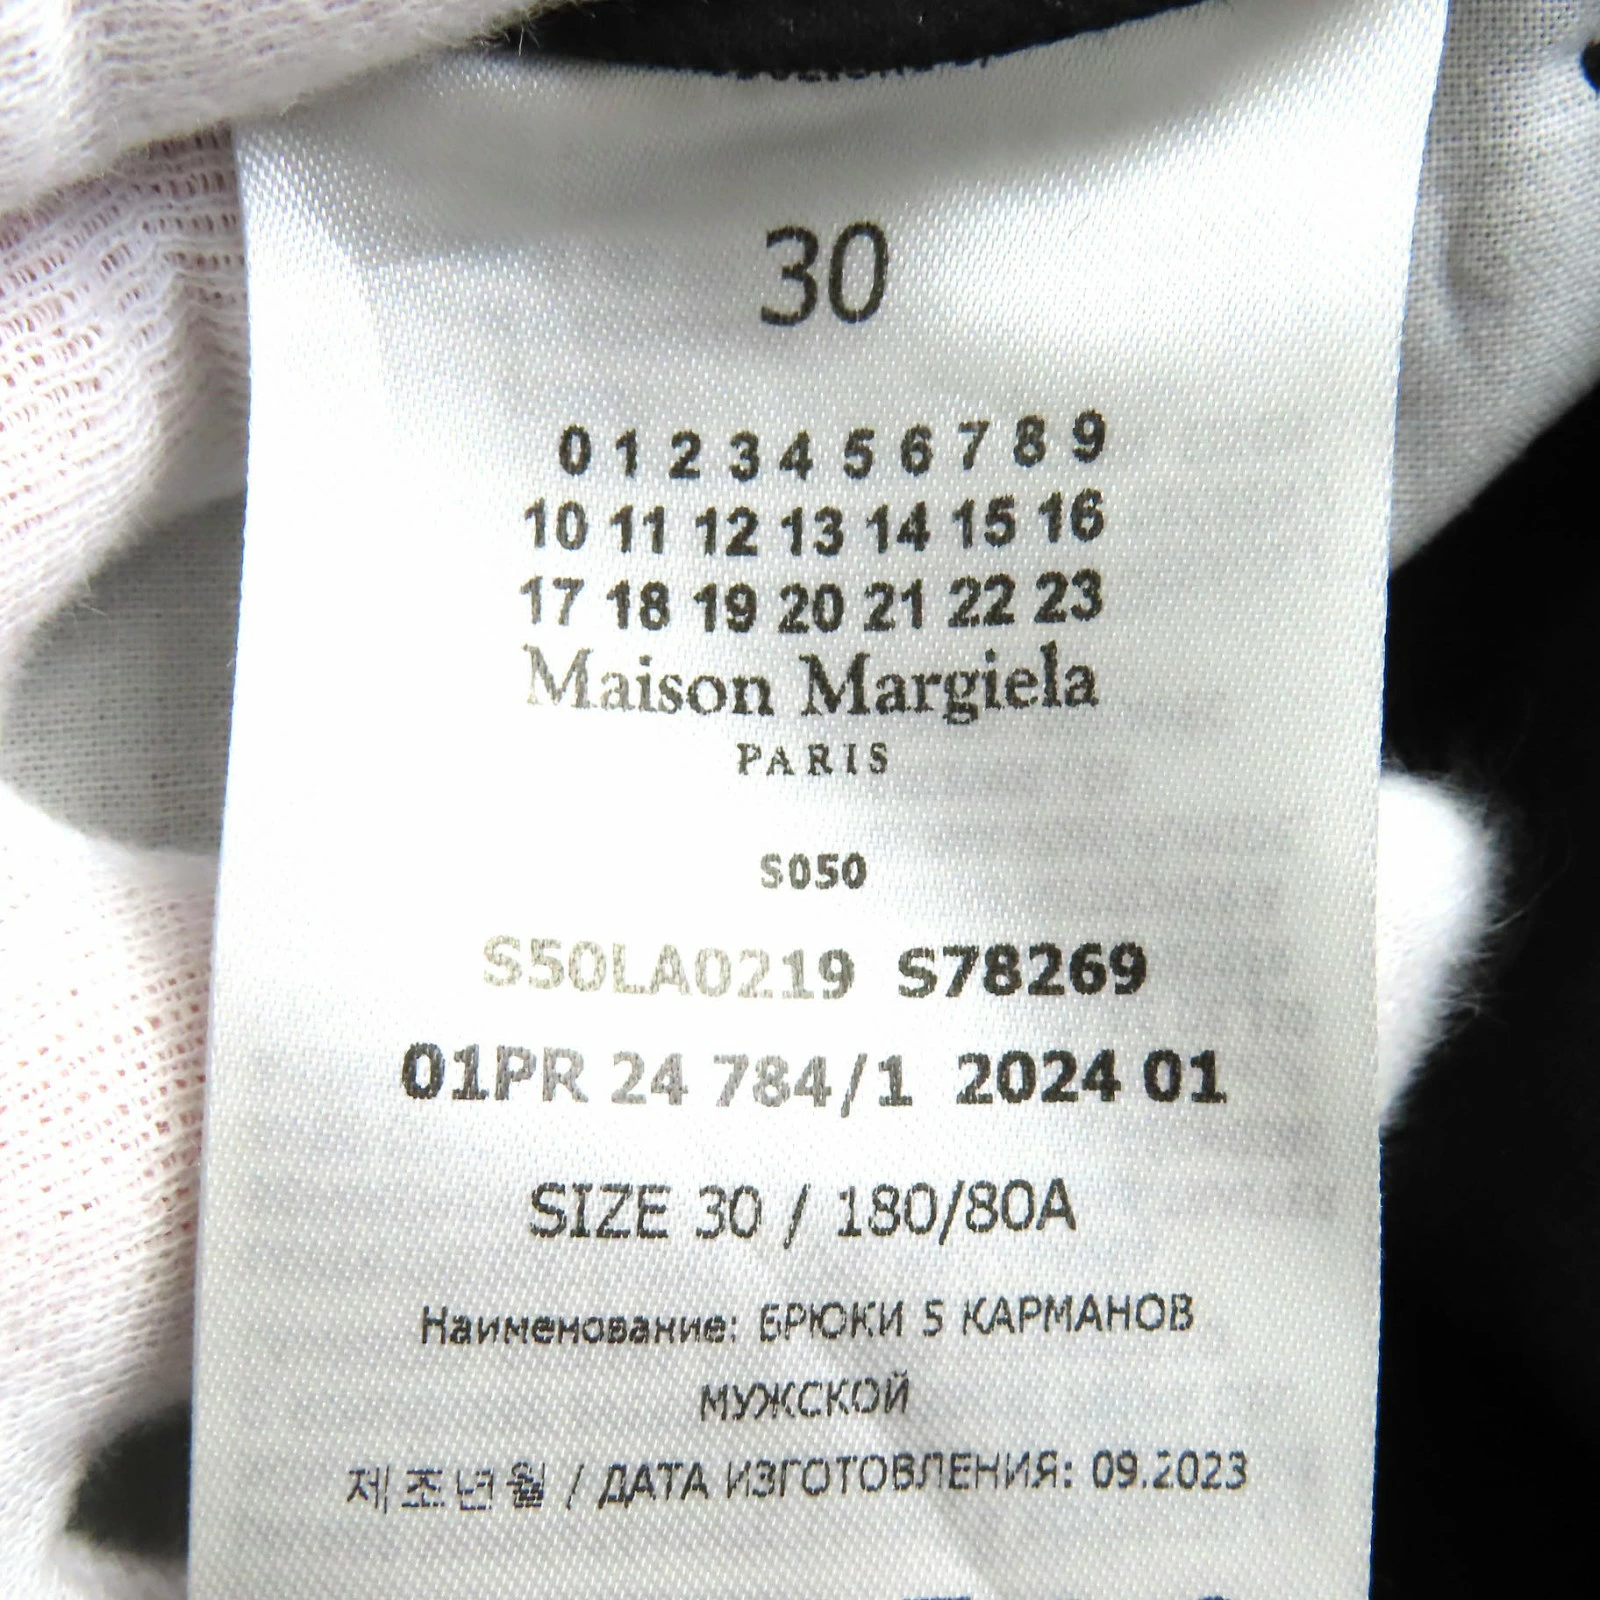 30
0 1 2 3 4 5 6 7 8 9
10 11 12 13 14 15 16
17 18 19 20 21 22 23
Maison Margiela
PARIS
S050
S50LA0219 S78269
01PR 24 784/1 2024 01
SIZE 30 / 180/80A
Наименование: БРЮКИ 5 КАРМАНОВ
МУЖСКОЙ
제조년월 / ДАТА ИЗГОТОВЛЕНИЯ: 09.2023